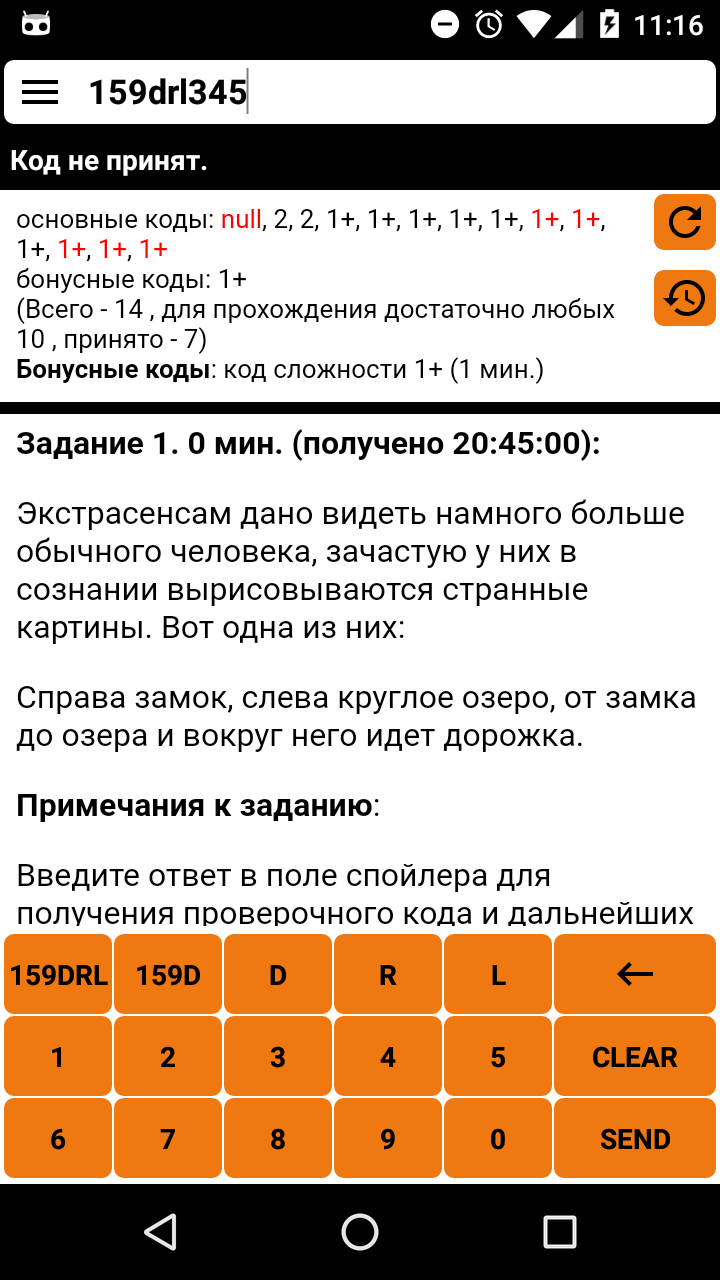 11:16
159drl345
Код не принят.
основные коды: null, 2, 2, 1+, 1+, 1+, 1+, 1+, 1+, 1+,
1+, 1+, 1+, 1+
бонусные коды: 1+
(Всего - 14 , для прохождения достаточно любых
10 , принято - 7)
Бонусные коды: код сложности 1+ (1 мин.)
Задание 1. 0 мин. (получено 20:45:00):
Экстрасенсам дано видеть намного больше
обычного человека, зачастую у них в
сознании вырисовываются странные
картины. Вот одна из них:
Справа замок, слева круглое озеро, от замка
до озера и вокруг него идет дорожка.
Примечания к заданию:
Введите ответ в поле спойлера для
получения проверочного кода и дальнейших
159DRL 159D D R L
1 2 3 4 5 CLEAR
6 7 8 9 0 SEND